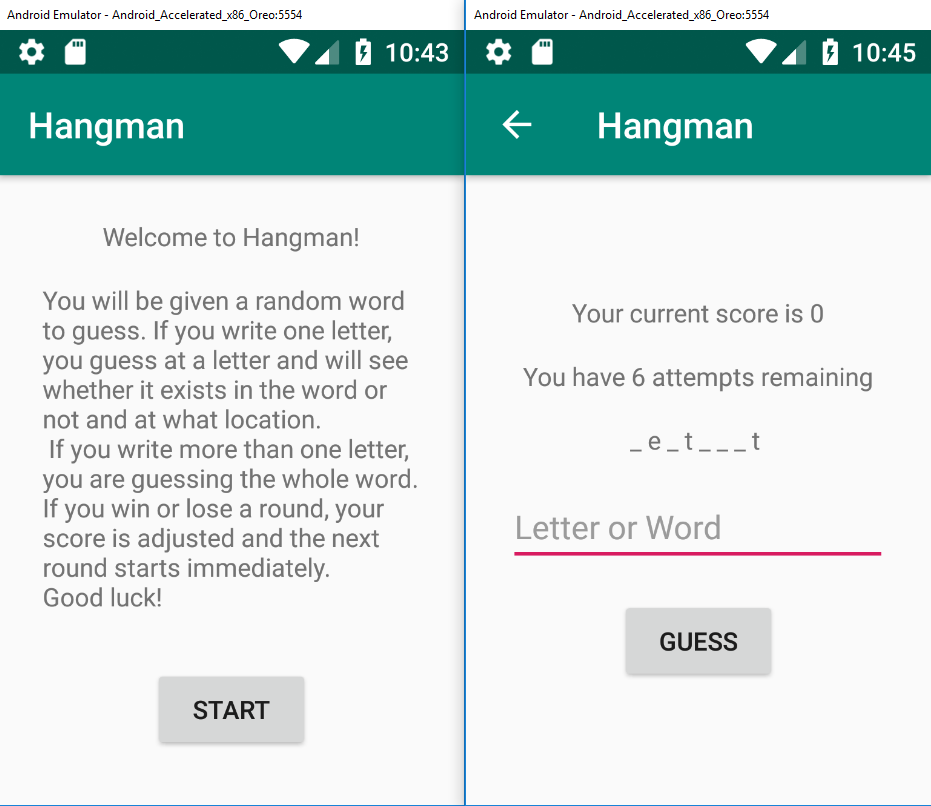 Android Emulator - Android_Accelerated_x86_Oreo:5554
10:43
Hangman
Welcome to Hangman!
You will be given a random word
to guess. If you write one letter,
you guess at a letter and will see
whether it exists in the word or
not and at what location.
If you write more than one letter,
you are guessing the whole word.
If you win or lose a round, your
score is adjusted and the next
round starts immediately.
Good luck!
START
Android Emulator - Android_Accelerated_x86_Oreo:5554
10:45
Hangman
Your current score is 0
You have 6 attempts remaining
_ e _ t _ _ _ t
Letter or Word
GUESS